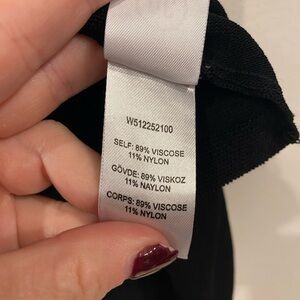 W512252100
SELF: 89% VISCOSE
11% NYLON
GÖVDE: 89% VISKOZ
11% NAYLON
CORPS: 89% VISCOSE
11% NYLON